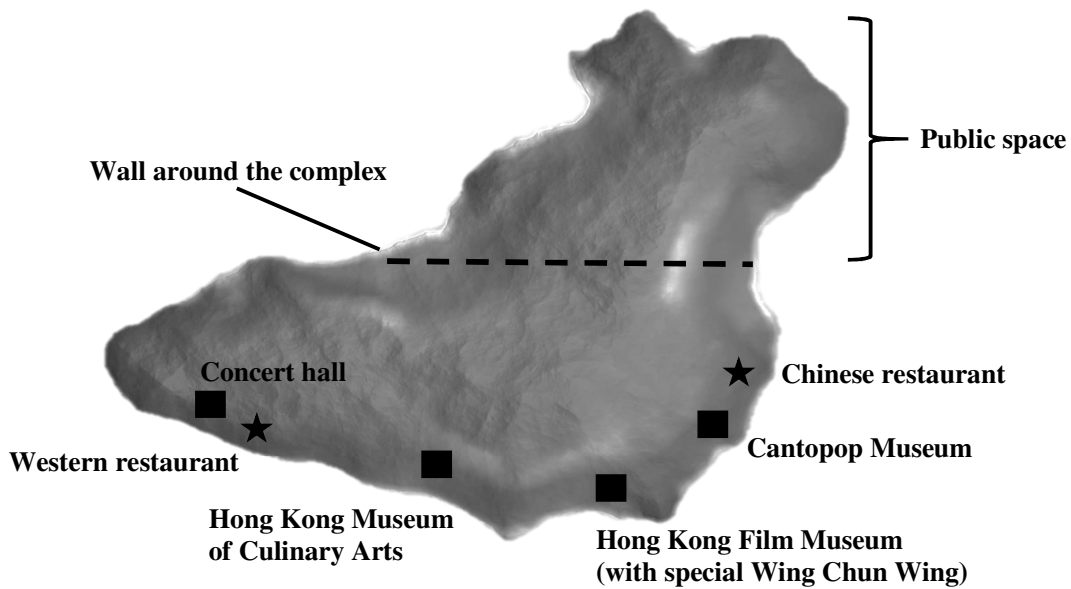 Public space
Wall around the complex
Concert hall
Chinese restaurant
Western restaurant
Cantopop Museum
Hong Kong Museum
of Culinary Arts
Hong Kong Film Museum
(with special Wing Chun Wing)